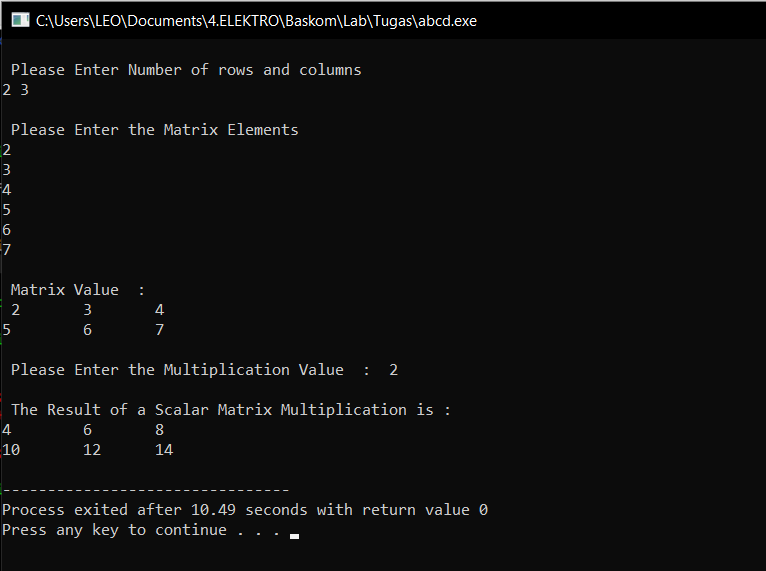 C:\Users\LEO\Documents\4.ELEKTRO\Baskom\Lab\Tugas\abcd.exe
Please Enter Number of rows and columns
2 3
Please Enter the Matrix Elements
2
3
4
5
6
7
Matrix Value  :
2       3       4
5       6       7
Please Enter the Multiplication Value  :  2
The Result of a Scalar Matrix Multiplication is :
4       6       8
10      12      14
--------------------------------
Process exited after 10.49 seconds with return value 0
Press any key to continue . . .